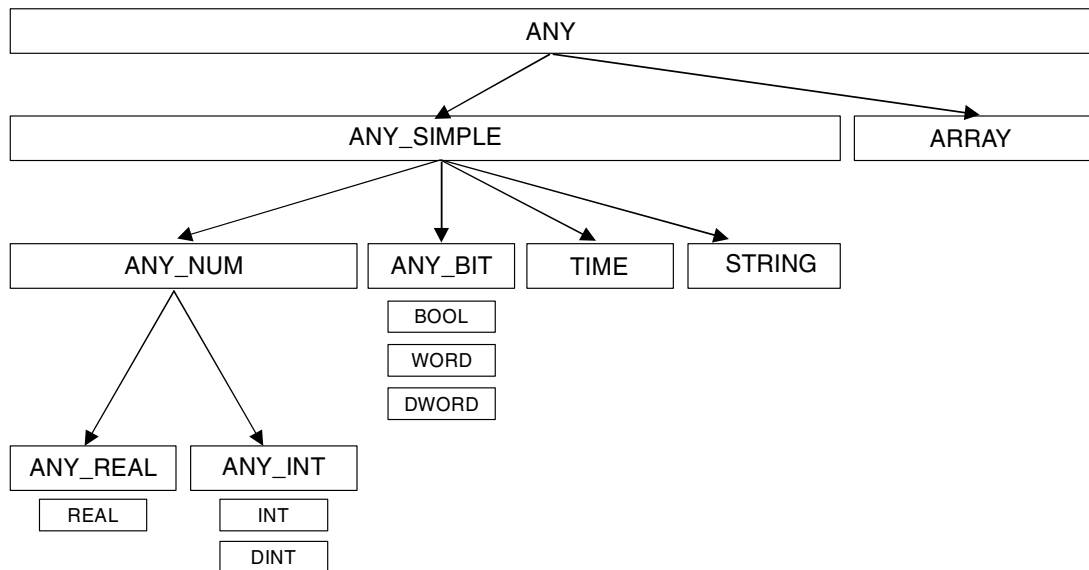 ANY
ANY_SIMPLE
ARRAY
ANY_NUM
ANY_BIT
TIME
STRING
BOOL
WORD
DWORD
ANY_REAL
ANY_INT
REAL
INT
DINT